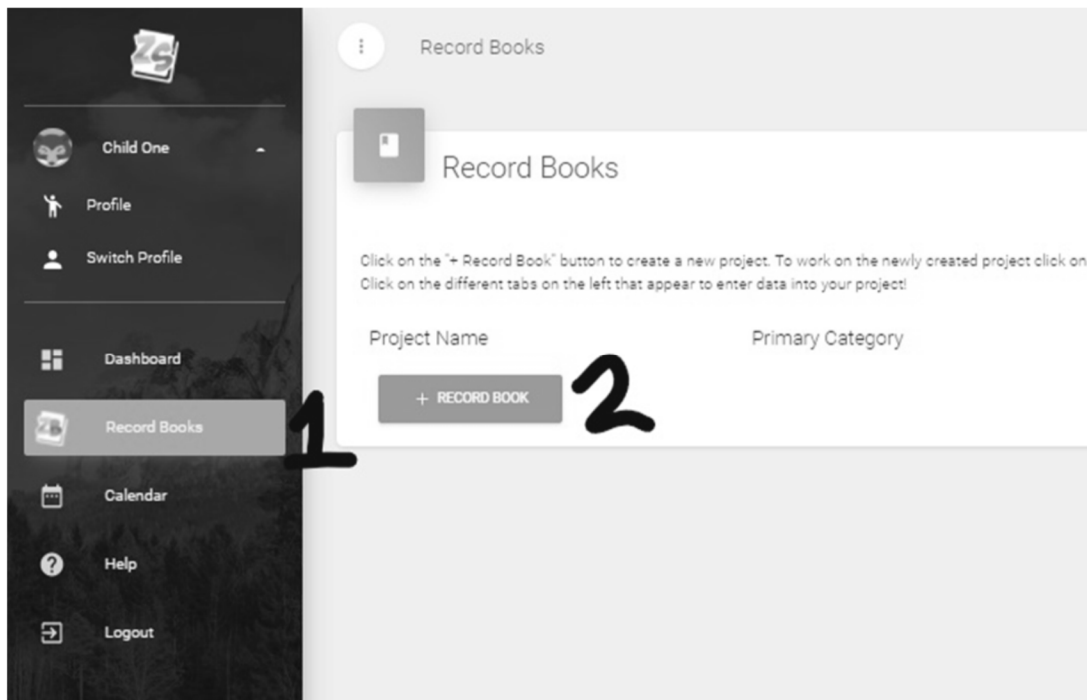 ZS
Child One
Profile
Switch Profile
Dashboard
ZB
Record Books
1
Calendar
Help
Logout
Record Books
Record Books
Click on the "+ Record Book" button to create a new project. To work on the newly created project click on
Click on the different tabs on the left that appear to enter data into your project!
Project Name Primary Category
+ RECORD BOOK
2